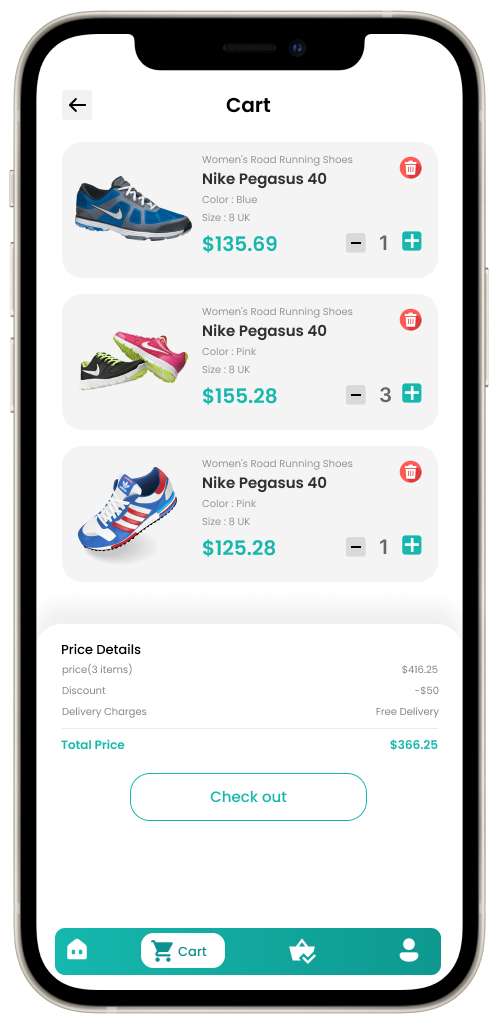 Cart
Women's Road Running Shoes
Nike Pegasus 40
Color : Blue
Size : 8 UK
$135.69
1
Women's Road Running Shoes
Nike Pegasus 40
Color : Pink
Size : 8 UK
$155.28
3
Women's Road Running Shoes
Nike Pegasus 40
Color : Pink
Size : 8 UK
$125.28
1
Price Details
price(3 items) $416.25
Discount -$50
Delivery Charges Free Delivery
Total Price $366.25
Check out
Cart